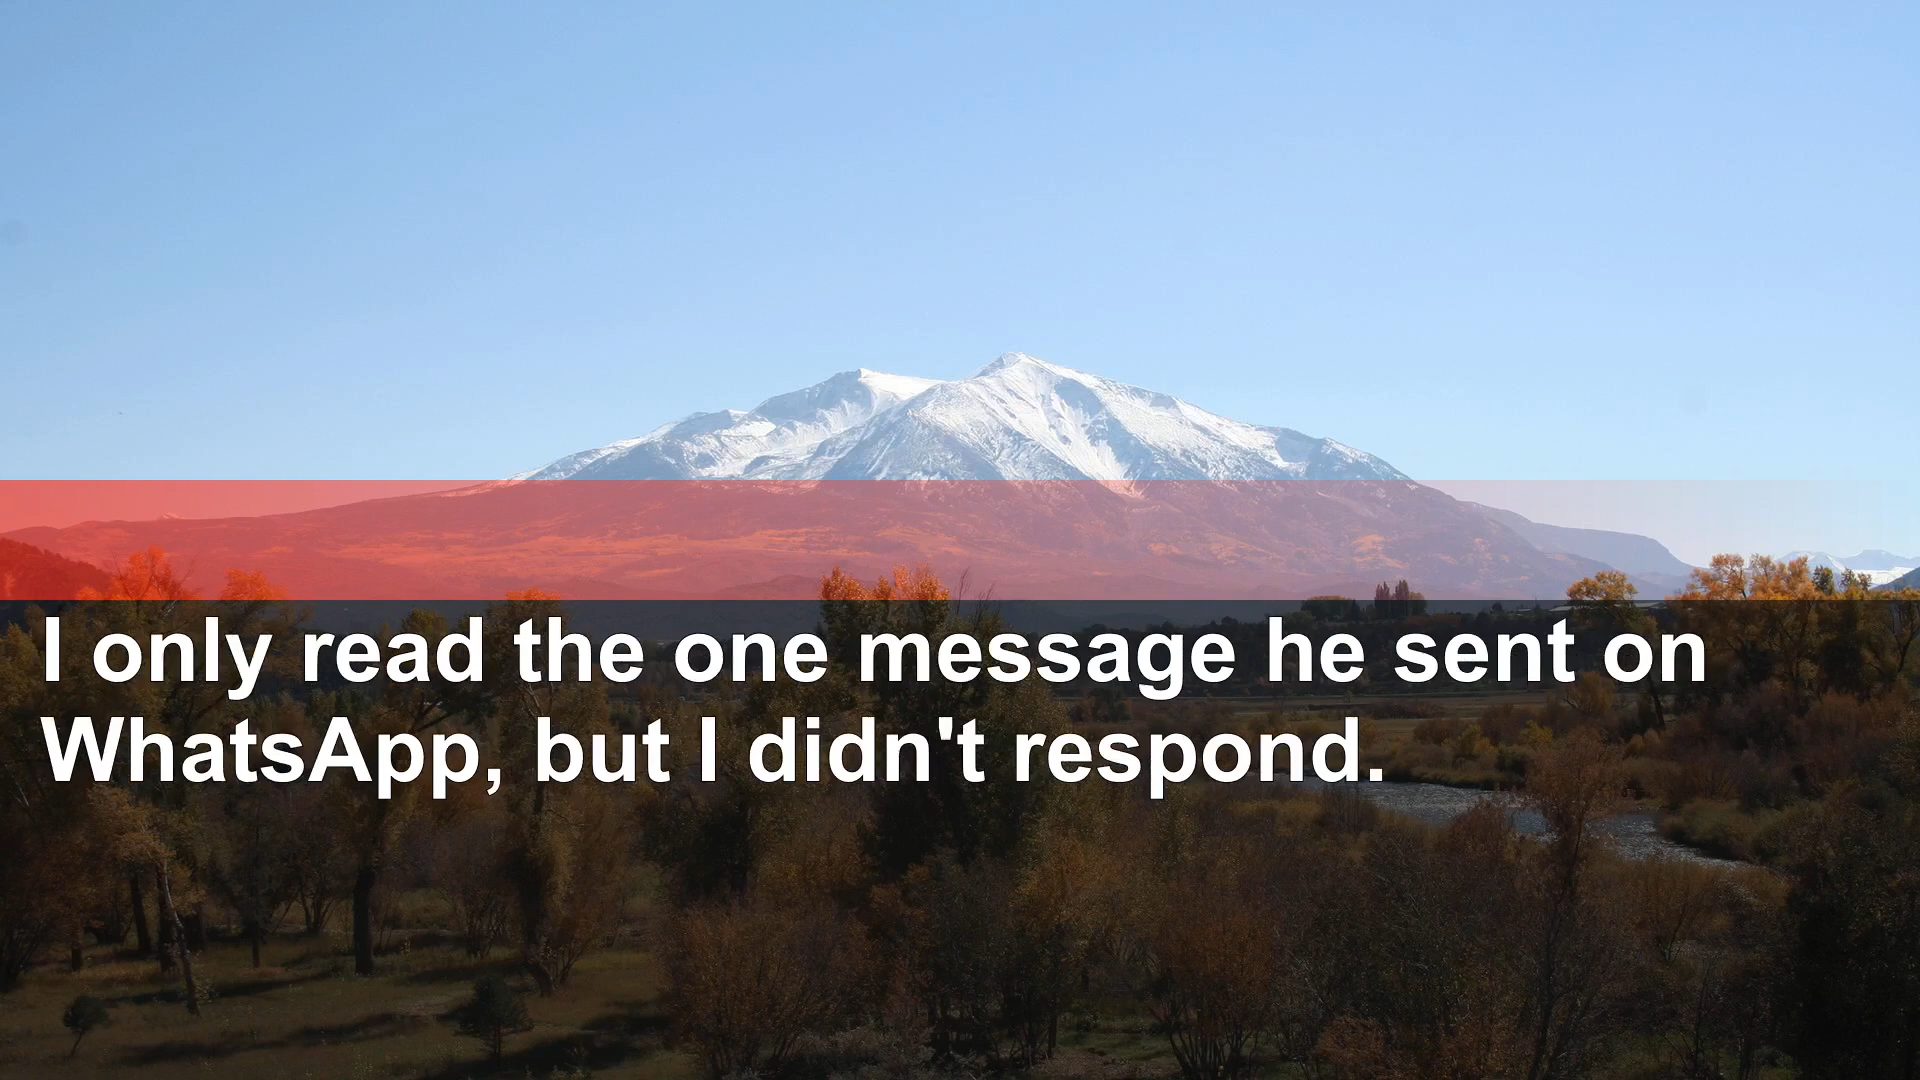 I only read the one message he sent on
WhatsApp, but I didn't respond.